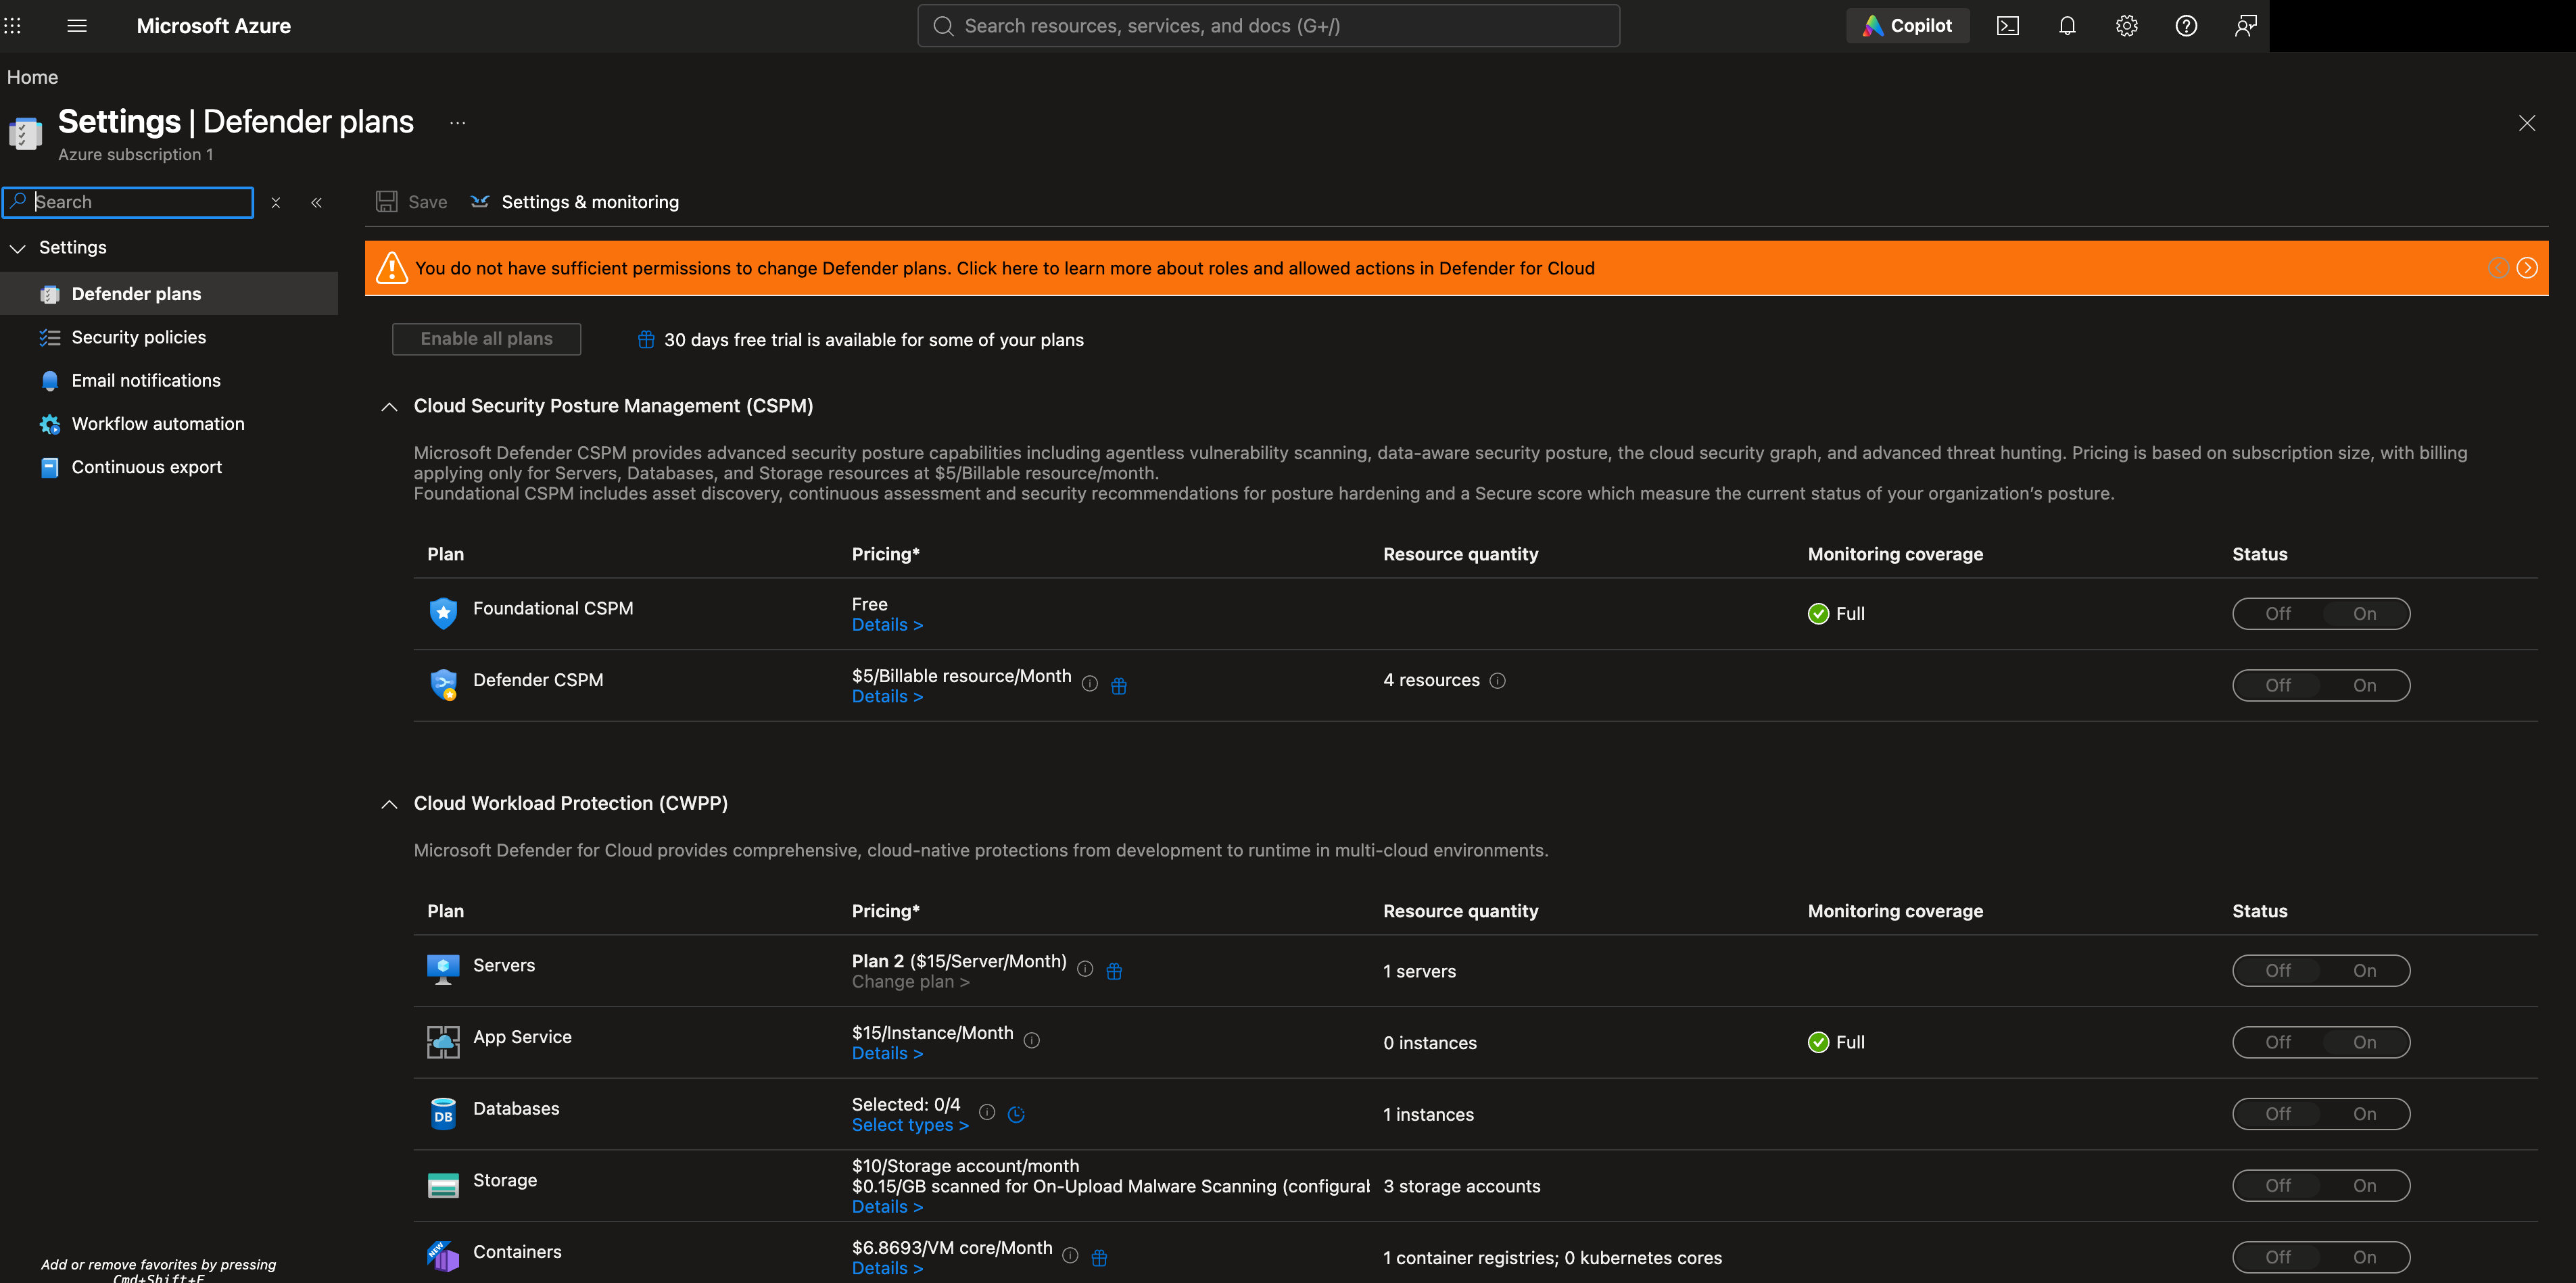 Microsoft Azure
Search resources, services, and docs (G+/)
Copilot
Home
Settings | Defender plans
...
Azure subscription 1
Search
Save
Settings & monitoring
Settings
Defender plans
Security policies
Email notifications
Workflow automation
Continuous export
Add or remove favorites by pressing
Cmd+Shift+F
You do not have sufficient permissions to change Defender plans. Click here to learn more about roles and allowed actions in Defender for Cloud
Enable all plans
30 days free trial is available for some of your plans
Cloud Security Posture Management (CSPM)
Microsoft Defender CSPM provides advanced security posture capabilities including agentless vulnerability scanning, data-aware security posture, the cloud security graph, and advanced threat hunting. Pricing is based on subscription size, with billing
applying only for Servers, Databases, and Storage resources at $5/Billable resource/month.
Foundational CSPM includes asset discovery, continuous assessment and security recommendations for posture hardening and a Secure score which measure the current status of your organization's posture.
Plan Pricing* Resource quantity Monitoring coverage Status
Foundational CSPM Free Full Off On
Details >
Defender CSPM $5/Billable resource/Month 4 resources Off On
Details >
Cloud Workload Protection (CWPP)
Microsoft Defender for Cloud provides comprehensive, cloud-native protections from development to runtime in multi-cloud environments.
Plan Pricing* Resource quantity Monitoring coverage Status
Servers Plan 2 ($15/Server/Month) 1 servers Off On
Change plan >
App Service $15/Instance/Month 0 instances Full Off On
Details >
DB Databases Selected: 0/4 1 instances Off On
Select types >
Storage $10/Storage account/month
$0.15/GB scanned for On-Upload Malware Scanning (configural 3 storage accounts Off On
Details >
NEW Containers $6.8693/VM core/Month 1 container registries; 0 kubernetes cores Off On
Details >